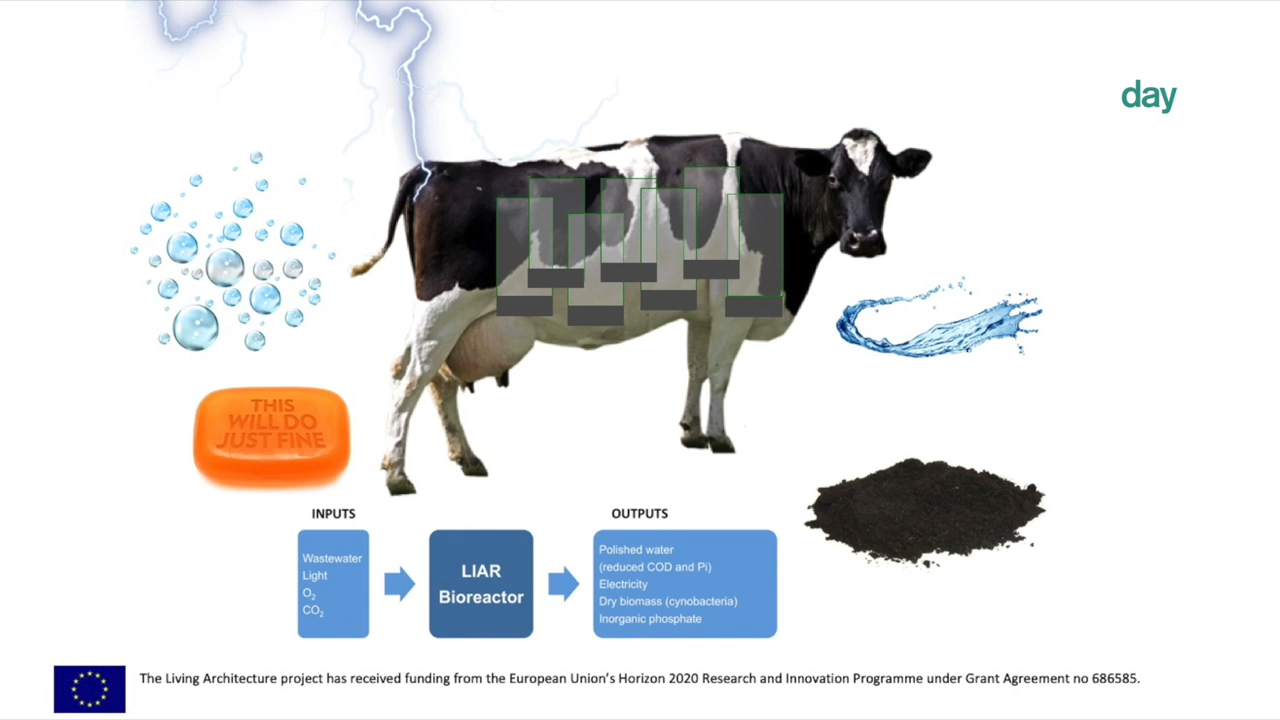 day
THIS
WILL DO
JUST FINE
INPUTS
Wastewater
Light
O₂
CO₂
LIAR
Bioreactor
OUTPUTS
Polished water
(reduced COD and Pi)
Electricity
Dry biomass (cynobacteria)
Inorganic phosphate
The Living Architecture project has received funding from the European Union’s Horizon 2020 Research and Innovation Programme under Grant Agreement no 686585.